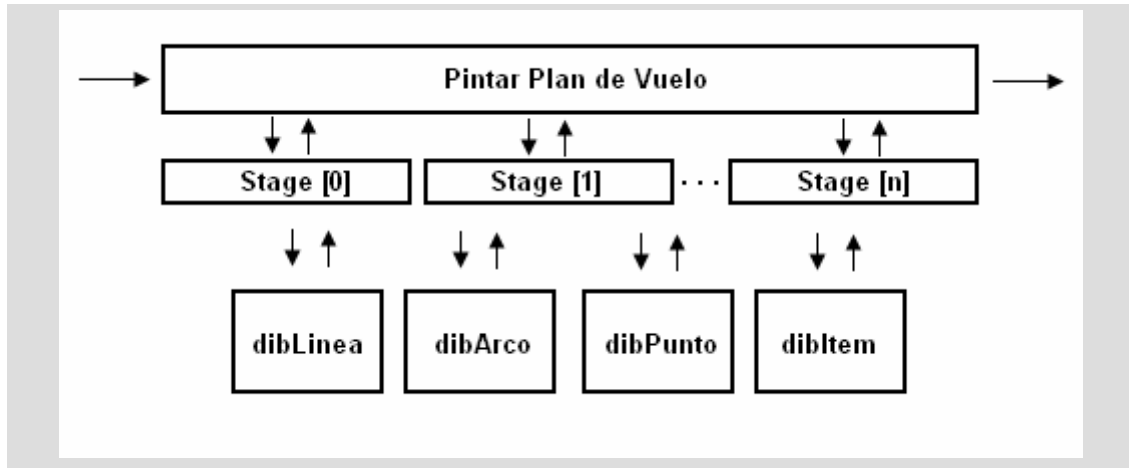 Pintar Plan de Vuelo
Stage [0] Stage [1] . . . Stage [n]
dibLinea dibArco dibPunto dibItem